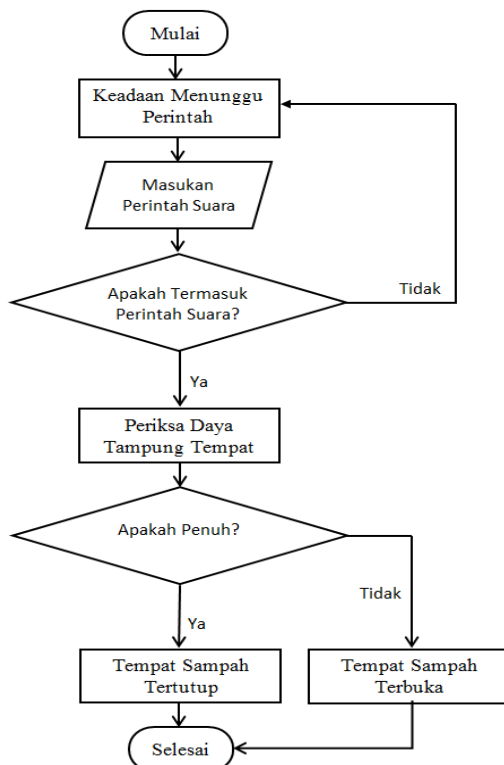 Mulai
Keadaan Menunggu
Perintah
Masukan
Perintah Suara
Apakah Termasuk
Perintah Suara?
Tidak
Ya
Periksa Daya
Tampung Tempat
Apakah Penuh?
Tidak
Ya
Tempat Sampah
Tertutup
Tempat Sampah
Terbuka
Selesai